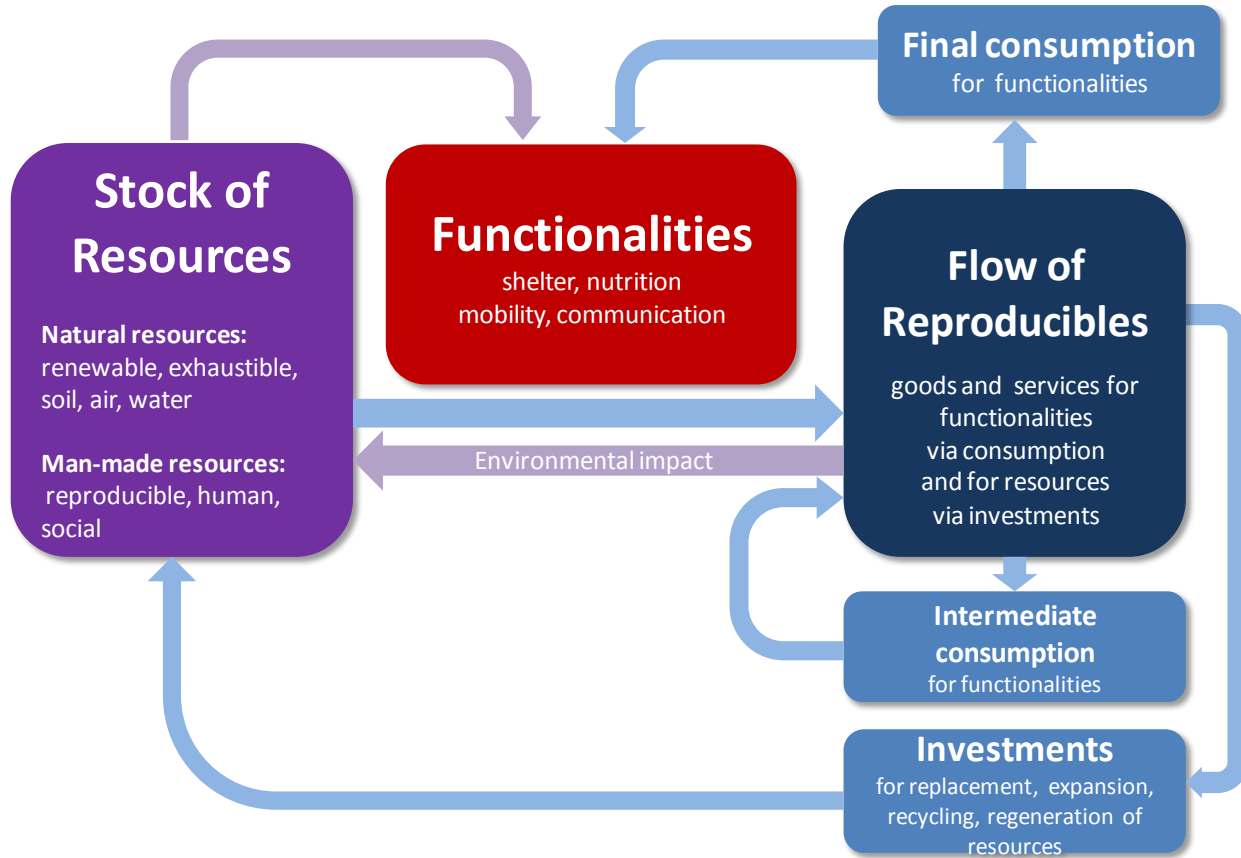 Final consumption
for functionalities
Stock of
Resources
Natural resources:
renewable, exhaustible,
soil, air, water
Man-made resources:
reproducible, human,
social
Functionalities
shelter, nutrition
mobility, communication
Flow of
Reproducibles
goods and services for
functionalities
via consumption
and for resources
via investments
Environmental impact
Intermediate
consumption
for functionalities
Investments
for replacement, expansion,
recycling, regeneration of
resources